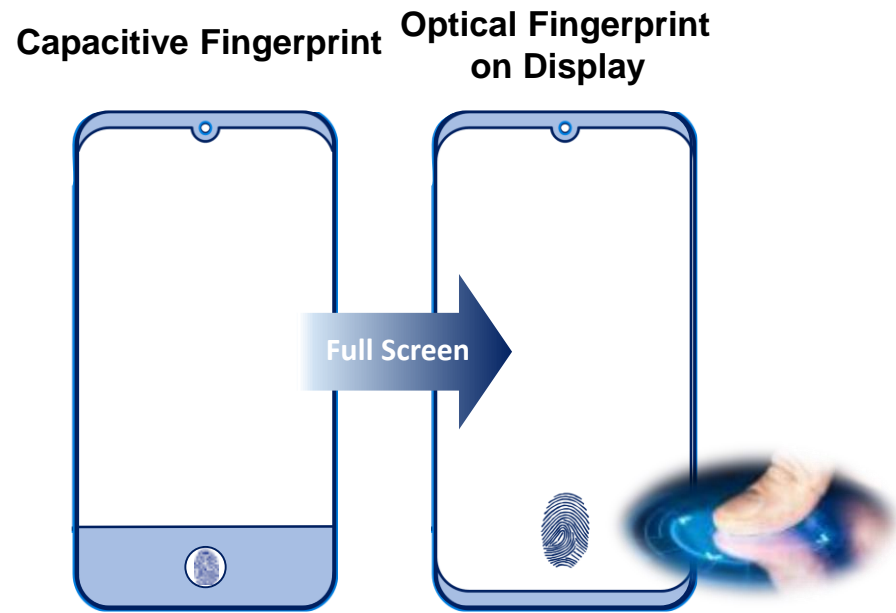 Capacitive Fingerprint
Optical Fingerprint
on Display
Full Screen